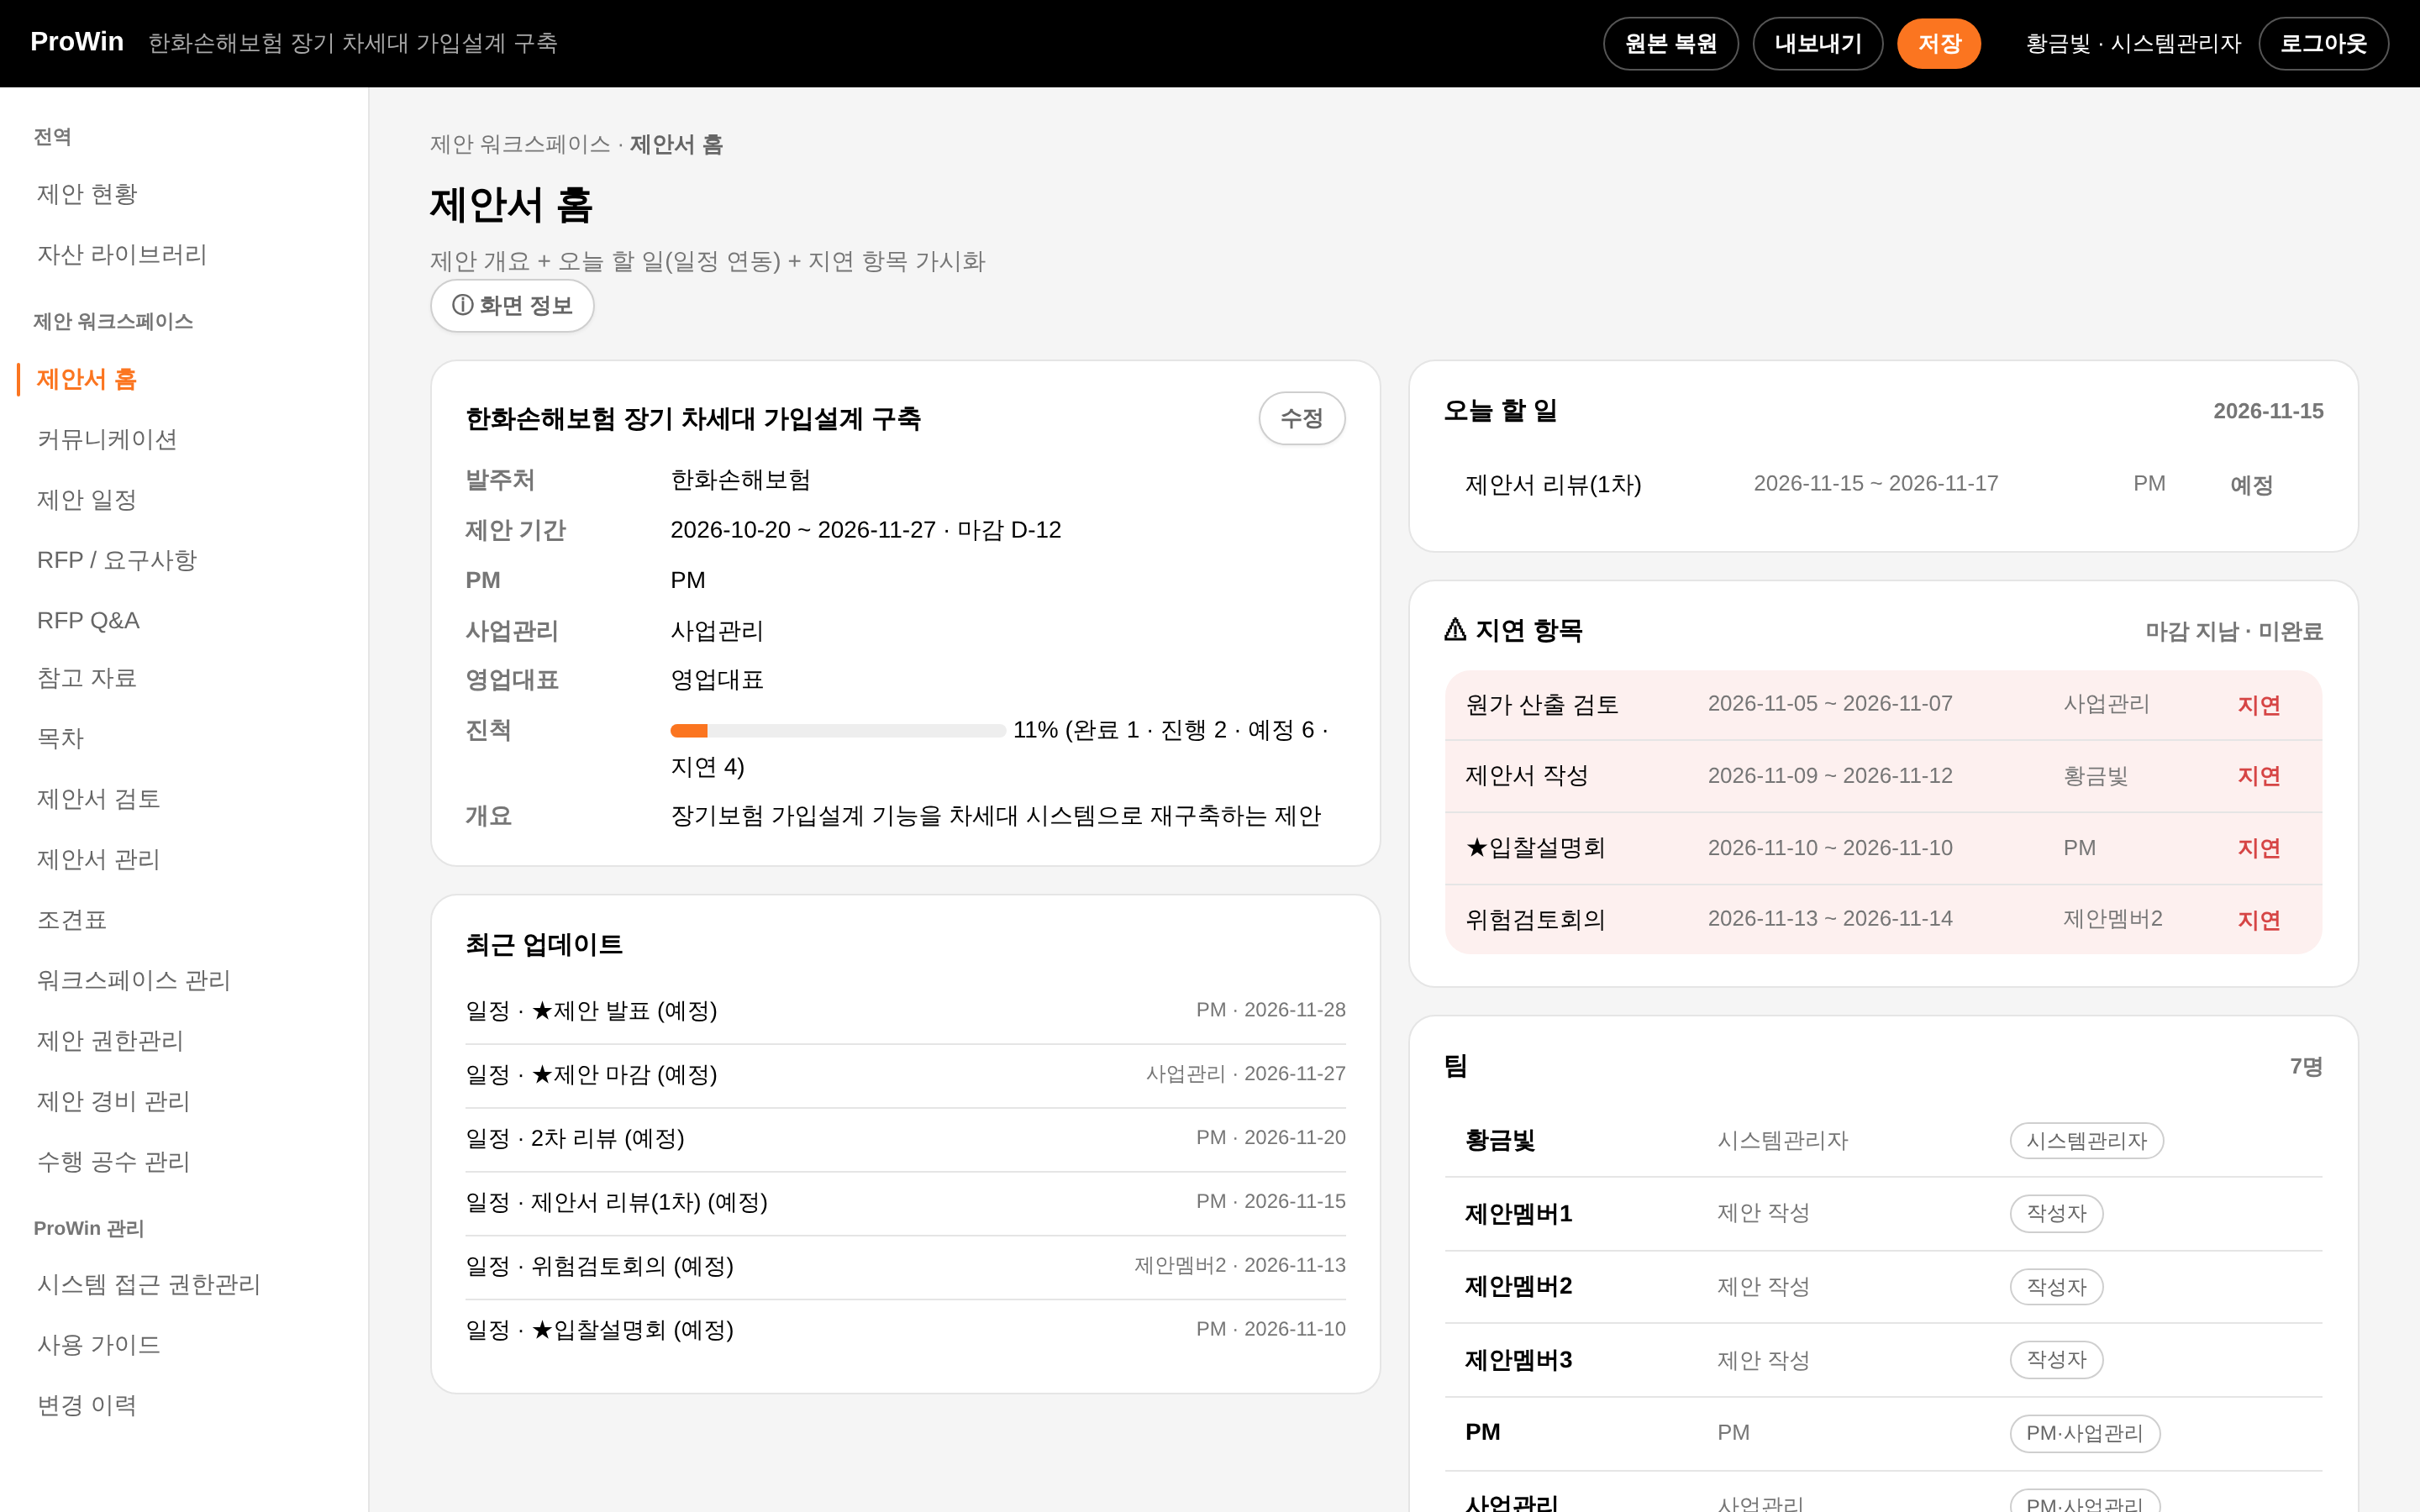 ProWin 한화손해보험 장기 차세대 가입설계 구축 원본 복원 내보내기 저장 황금빛 · 시스템관리자 로그아웃
전역
제안 현황
자산 라이브러리
제안 워크스페이스
제안서 홈
커뮤니케이션
제안 일정
RFP / 요구사항
RFP Q&A
참고 자료
목차
제안서 검토
제안서 관리
조견표
워크스페이스 관리
제안 권한관리
제안 경비 관리
수행 공수 관리
ProWin 관리
시스템 접근 권한관리
사용 가이드
변경 이력
제안 워크스페이스 · 제안서 홈
제안서 홈
제안 개요 + 오늘 할 일(일정 연동) + 지연 항목 가시화
ⓘ 화면 정보
한화손해보험 장기 차세대 가입설계 구축 수정
발주처 한화손해보험
제안 기간 2026-10-20 ~ 2026-11-27 · 마감 D-12
PM PM
사업관리 사업관리
영업대표 영업대표
진척 11% (완료 1 · 진행 2 · 예정 6 ·
지연 4)
개요 장기보험 가입설계 기능을 차세대 시스템으로 재구축하는 제안
최근 업데이트
일정 · ★제안 발표 (예정) PM · 2026-11-28
일정 · ★제안 마감 (예정) 사업관리 · 2026-11-27
일정 · 2차 리뷰 (예정) PM · 2026-11-20
일정 · 제안서 리뷰(1차) (예정) PM · 2026-11-15
일정 · 위험검토회의 (예정) 제안멤버2 · 2026-11-13
일정 · ★입찰설명회 (예정) PM · 2026-11-10
오늘 할 일 2026-11-15
제안서 리뷰(1차) 2026-11-15 ~ 2026-11-17 PM 예정
⚠ 지연 항목 마감 지남 · 미완료
원가 산출 검토 2026-11-05 ~ 2026-11-07 사업관리 지연
제안서 작성 2026-11-09 ~ 2026-11-12 황금빛 지연
★입찰설명회 2026-11-10 ~ 2026-11-10 PM 지연
위험검토회의 2026-11-13 ~ 2026-11-14 제안멤버2 지연
팀 7명
황금빛 시스템관리자 시스템관리자
제안멤버1 제안 작성 작성자
제안멤버2 제안 작성 작성자
제안멤버3 제안 작성 작성자
PM PM PM·사업관리
사업관리 사업관리 PM·사업관리